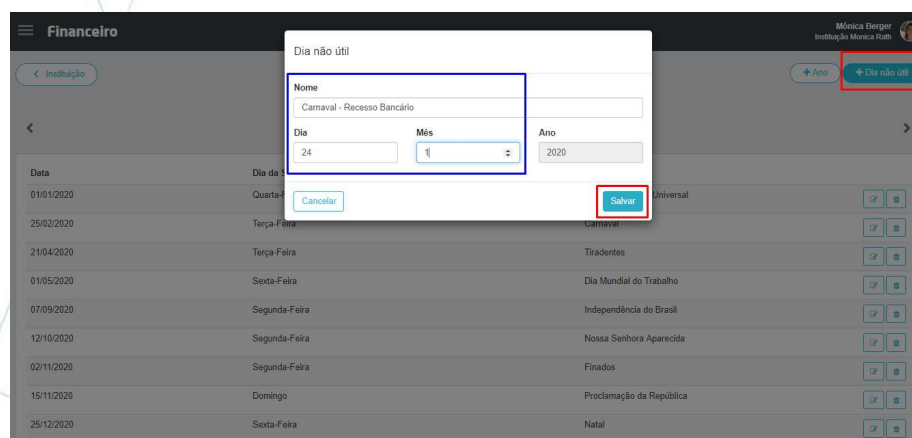 Financeiro
Mônica Berger
Instituição Monica Rath
Instituição
Ano
Dia não útil
Dia não útil
Nome
Carnaval - Recesso Bancário
Dia Mês Ano
24 1 2020
Cancelar Salvar
Data Dia da
01/01/2020 Universal
25/02/2020 Terça-Feira Carnaval
21/04/2020 Terça-Feira Tiradentes
01/05/2020 Sexta-Feira Dia Mundial do Trabalho
07/09/2020 Segunda-Feira Independência do Brasil
12/10/2020 Segunda-Feira Nossa Senhora Aparecida
02/11/2020 Segunda-Feira Finados
15/11/2020 Domingo Proclamação da República
25/12/2020 Sexta-Feira Natal